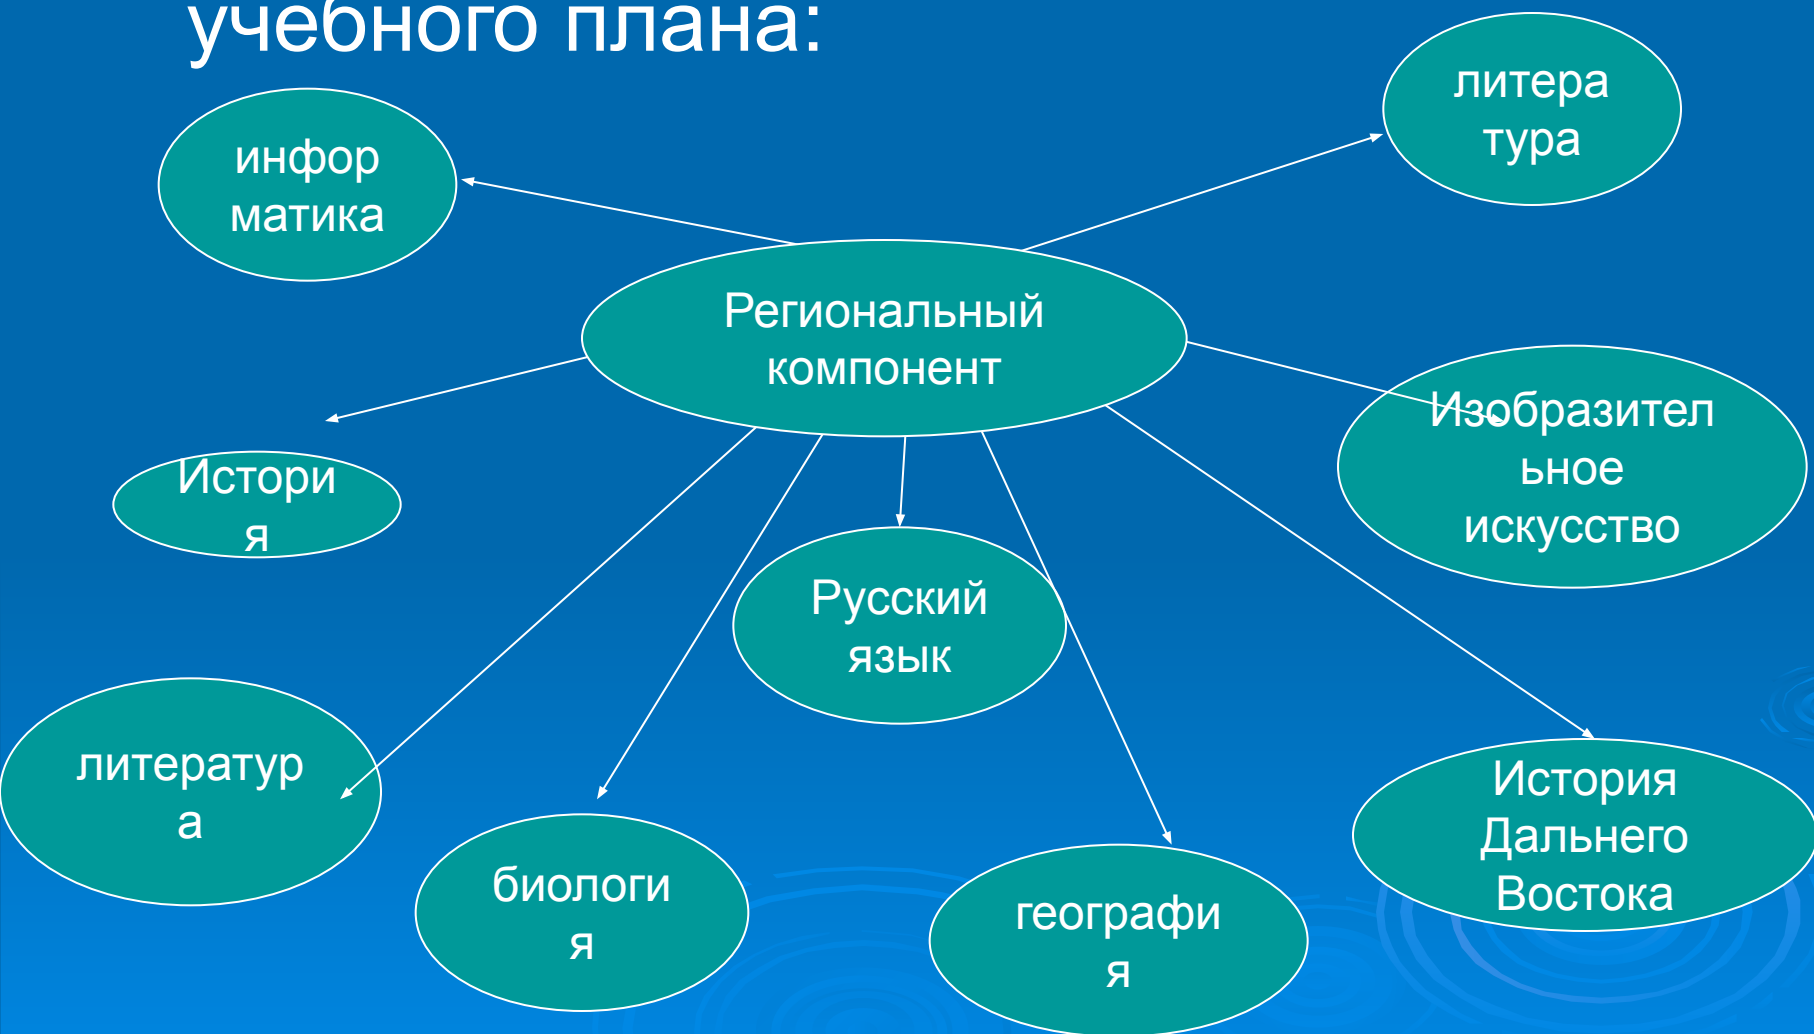 учебного плана:
литера
тура
инфор
матика
Региональный
компонент
Изобразител
ьное
искусство
Истори
я
Русский
язык
литератур
а
История
Дальнего
Востока
биологи
я
географи
я